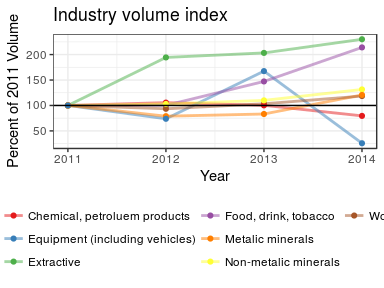 Industry volume index
Percent of 2011 Volume
200
150
100
50
2011 2012 2013 2014
Year
Chemical, petroluem products Food, drink, tobacco Wo
Equipment (including vehicles) Metalic minerals
Extractive Non-metalic minerals